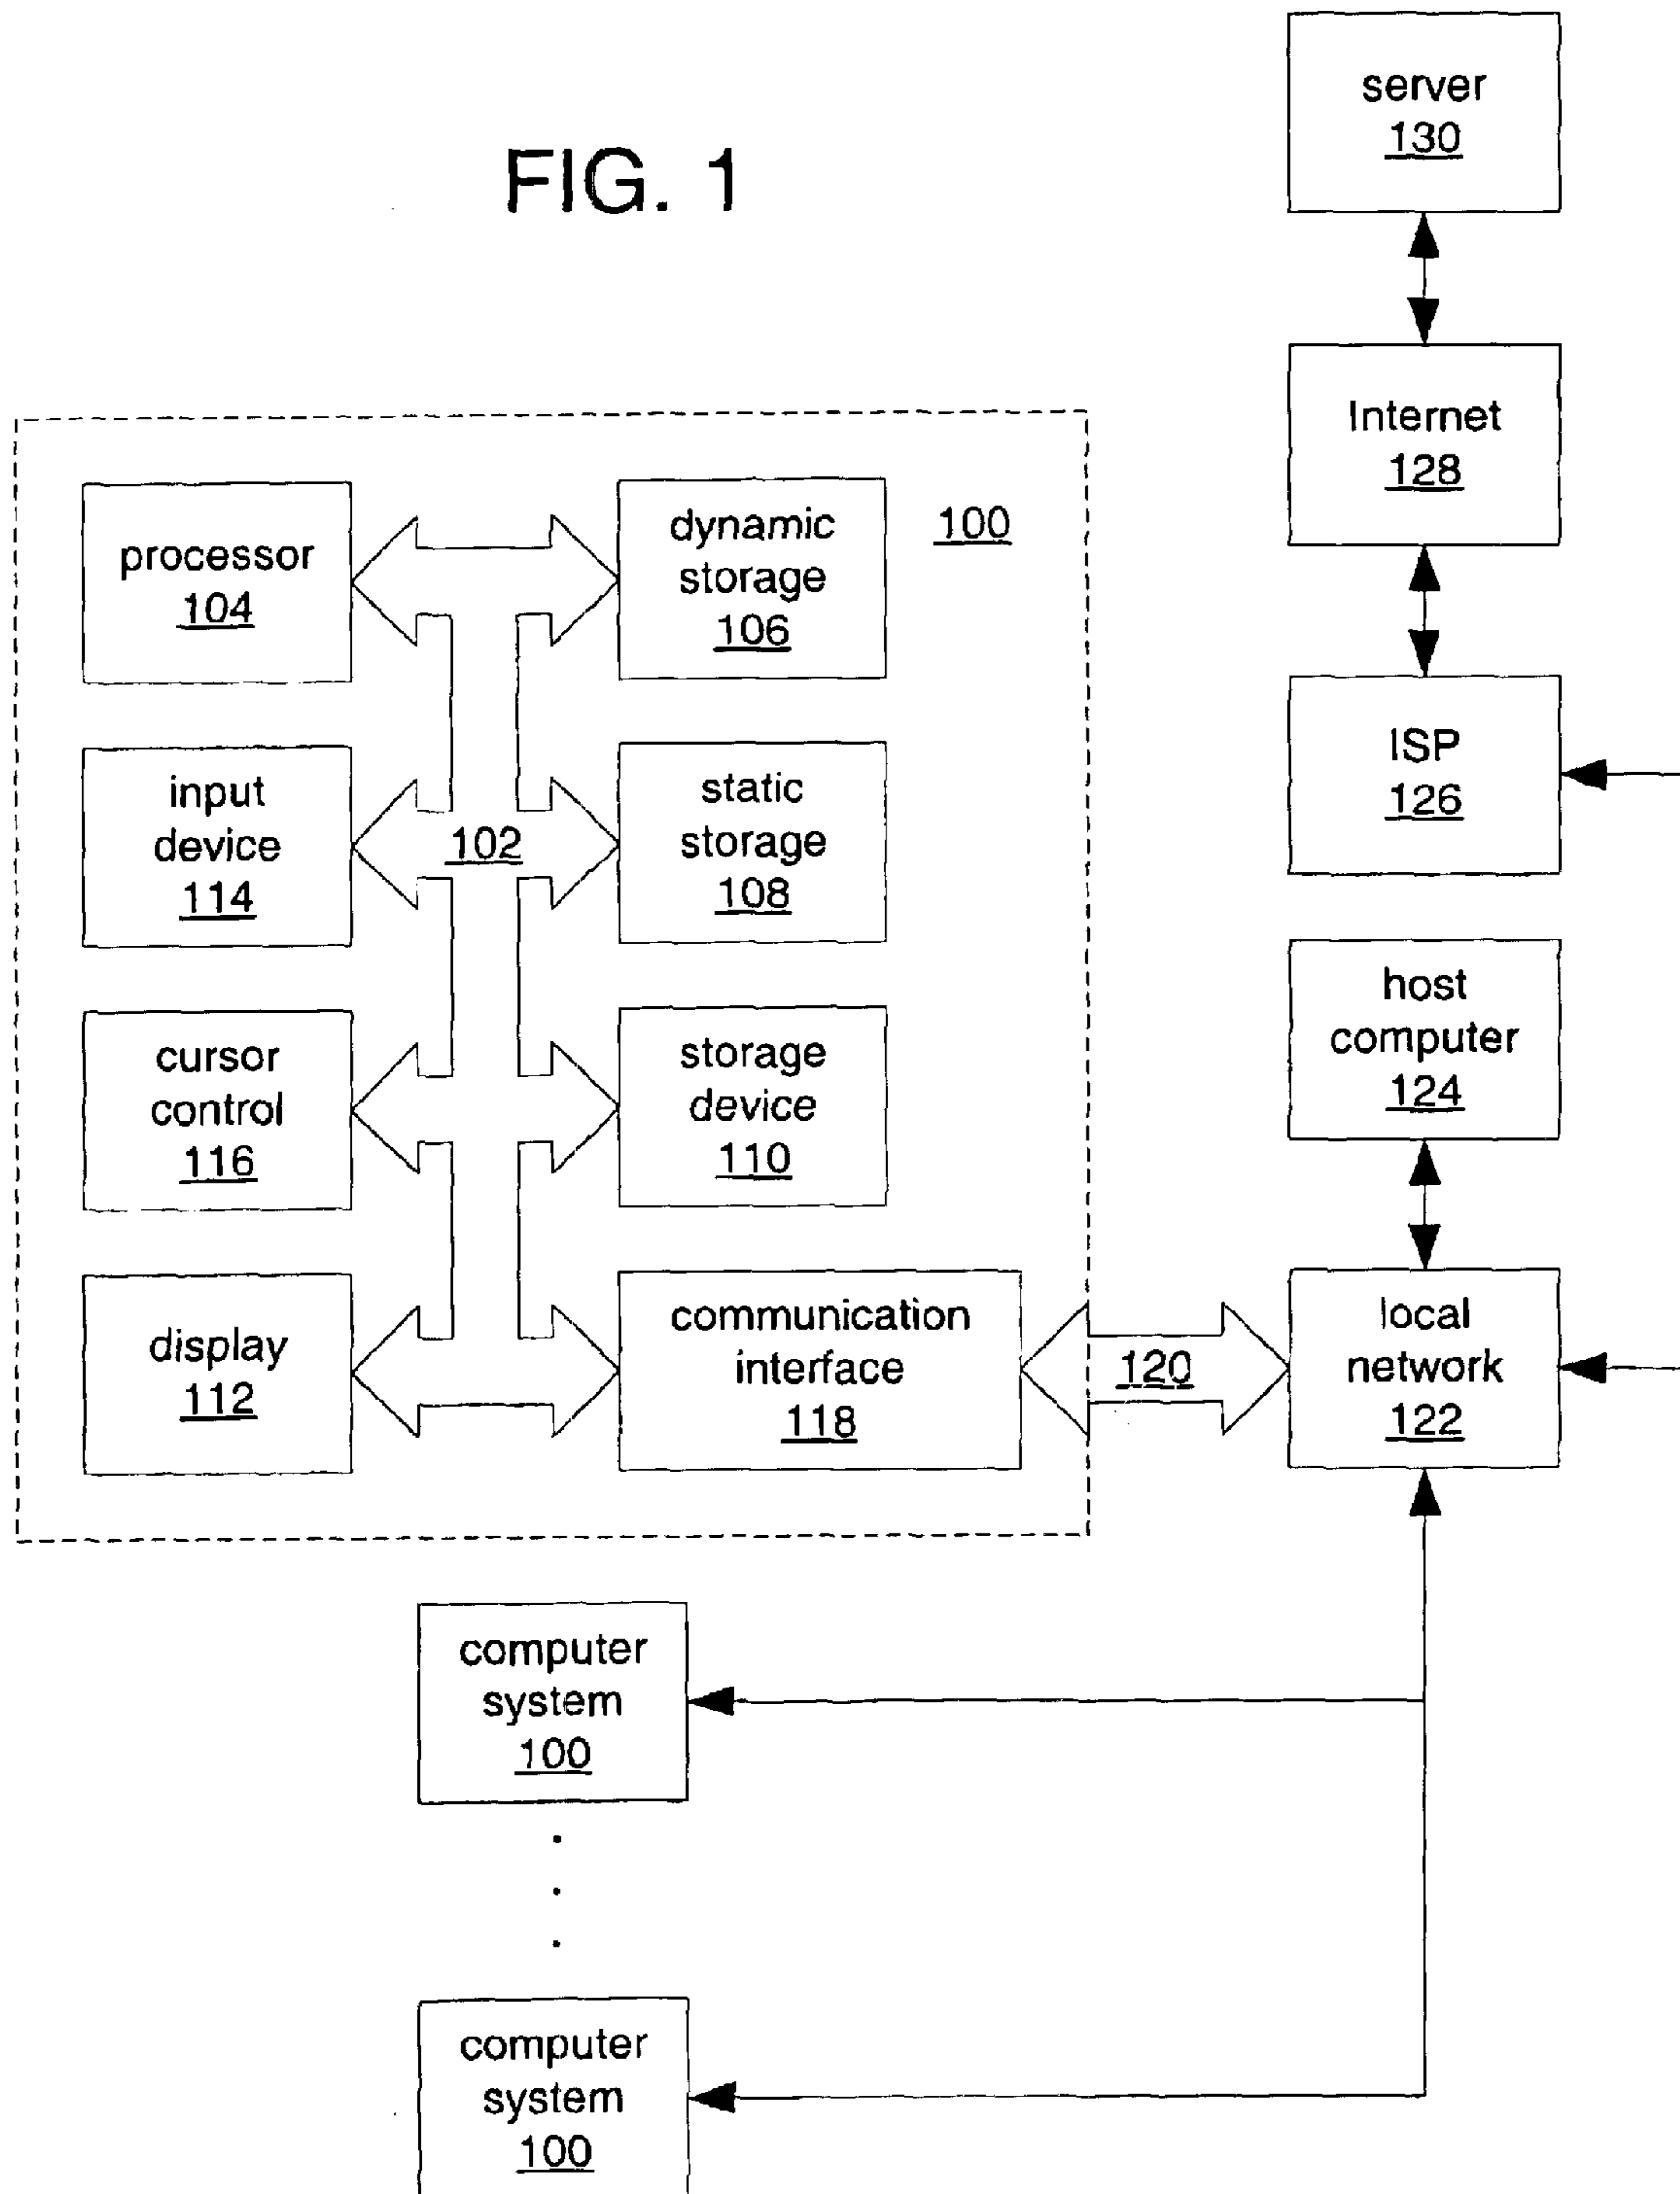 FIG. 1
server
130
Internet
128
ISP
126
host
computer
124
local
network
122
100
processor
104
dynamic
storage
106
input
device
114
102
static
storage
108
cursor
control
116
storage
device
110
display
112
communication
interface
118
120
computer
system
100
computer
system
100